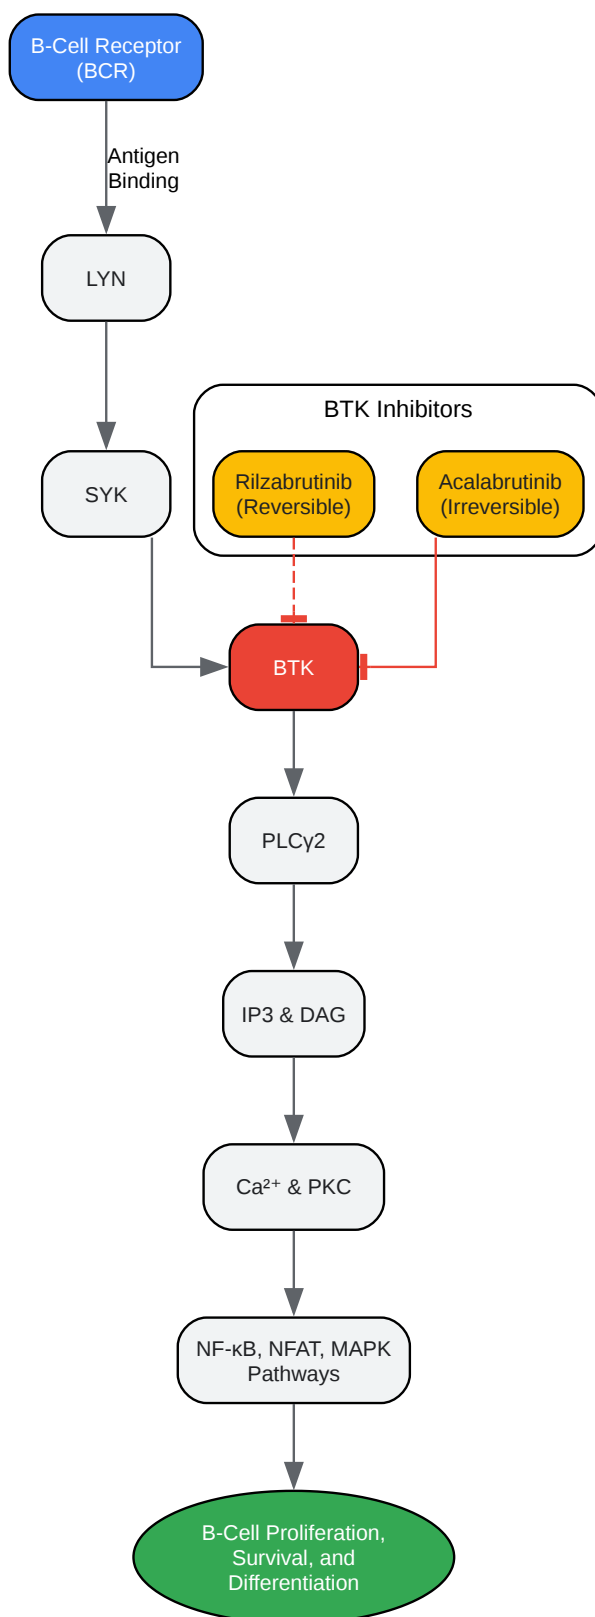 B-Cell Receptor
(BCR)
Antigen
Binding
LYN
BTK Inhibitors
SYK
Rilzabrutinib
(Reversible)
Acalabrutinib
(Irreversible)
BTK
PLCγ2
IP3 & DAG
Ca²⁺ & PKC
NF-κB, NFAT, MAPK
Pathways
B-Cell Proliferation,
Survival, and
Differentiation